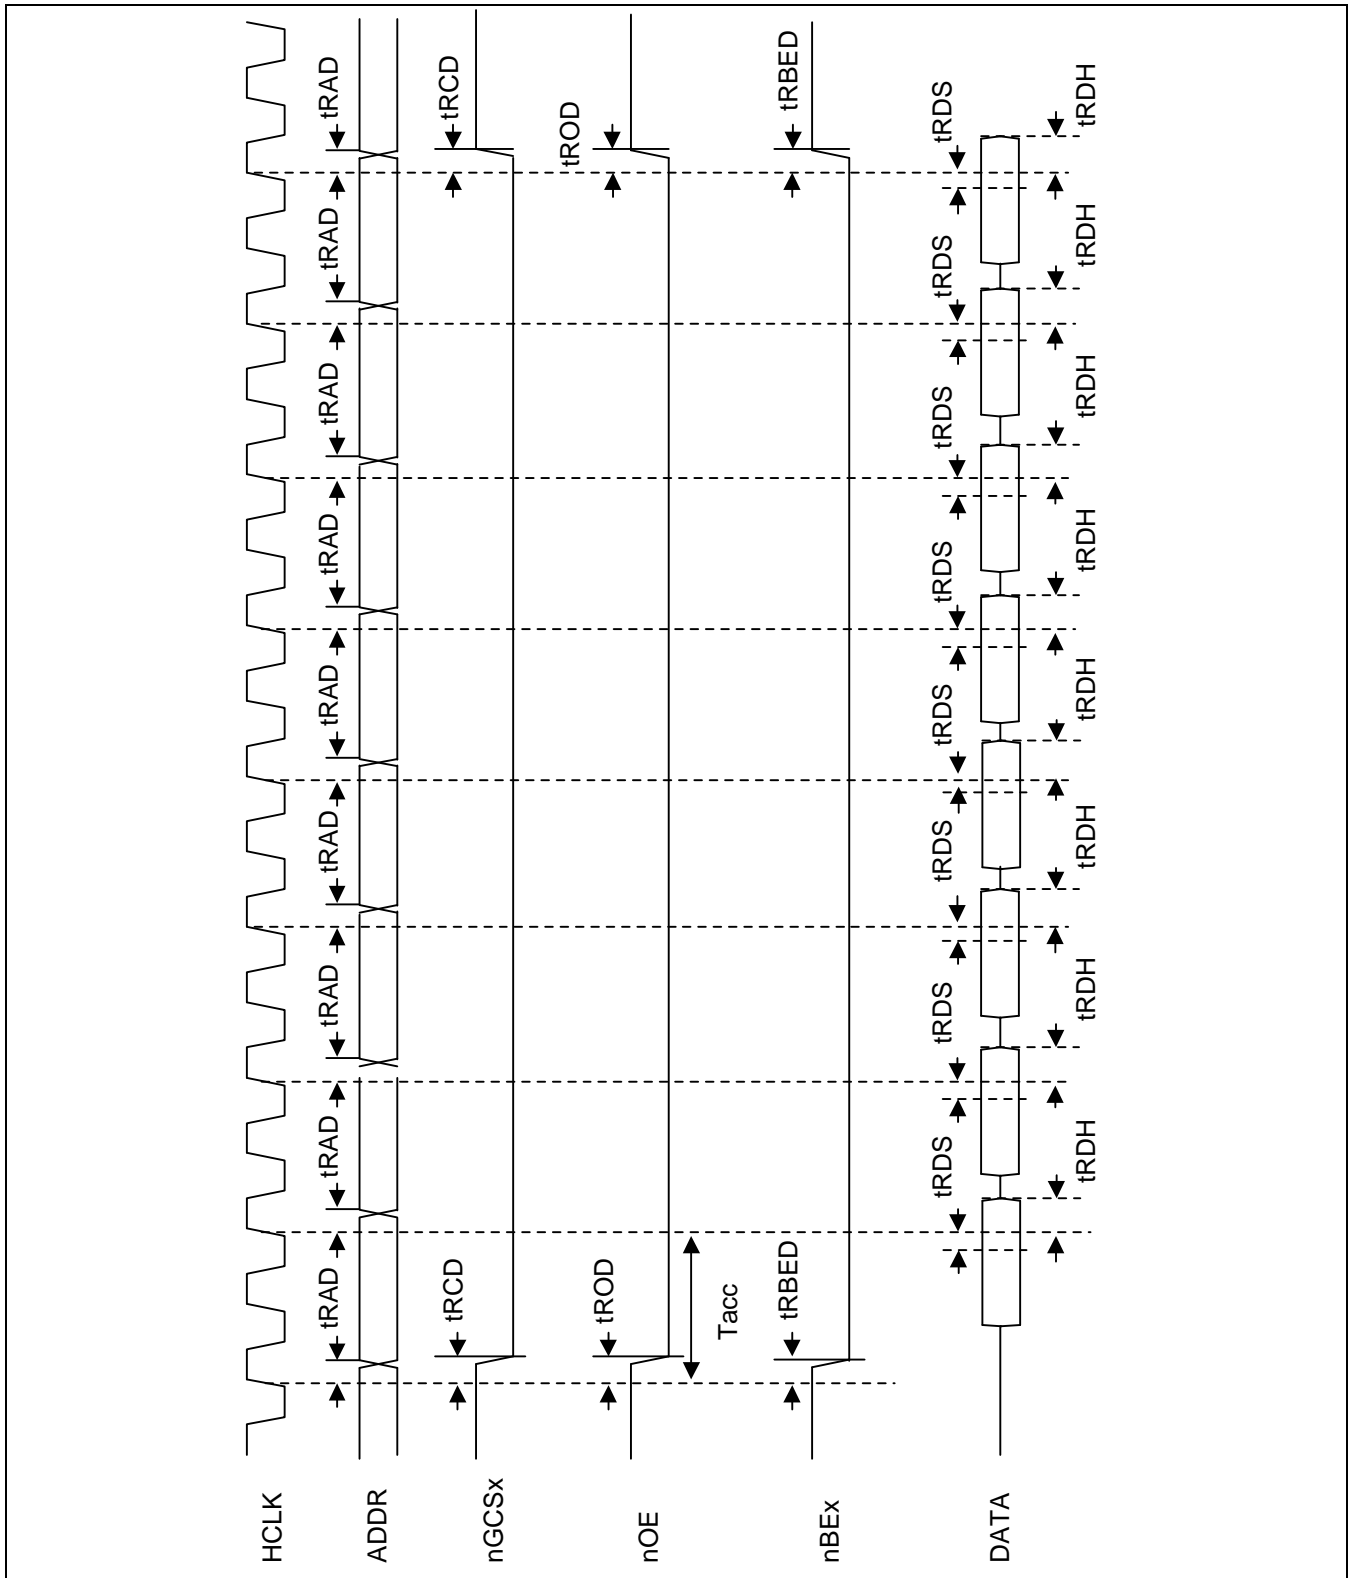 HCLK
tRAD tRAD tRAD tRAD tRAD tRAD tRAD tRAD tRAD
ADDR
tRCD tRCD
nGCSx
tROD tROD
nOE
Tacc
tRBED tRBED
nBEx
tRDS tRDS tRDS tRDS tRDS tRDS tRDS tRDS
DATA
tRDH tRDH tRDH tRDH tRDH tRDH tRDH tRDH